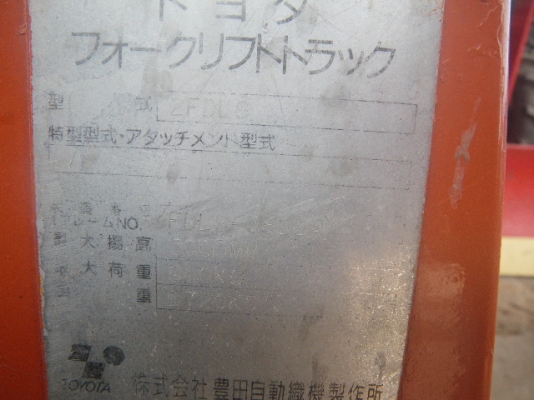 トヨタ
フォークリフトトラック
型 式 2FDL
特型型式・アタッチメント型式
フレームNO. FDL
最大揚高
最大荷重
重
TOYOTA 株式会社豊田自動織機製作所